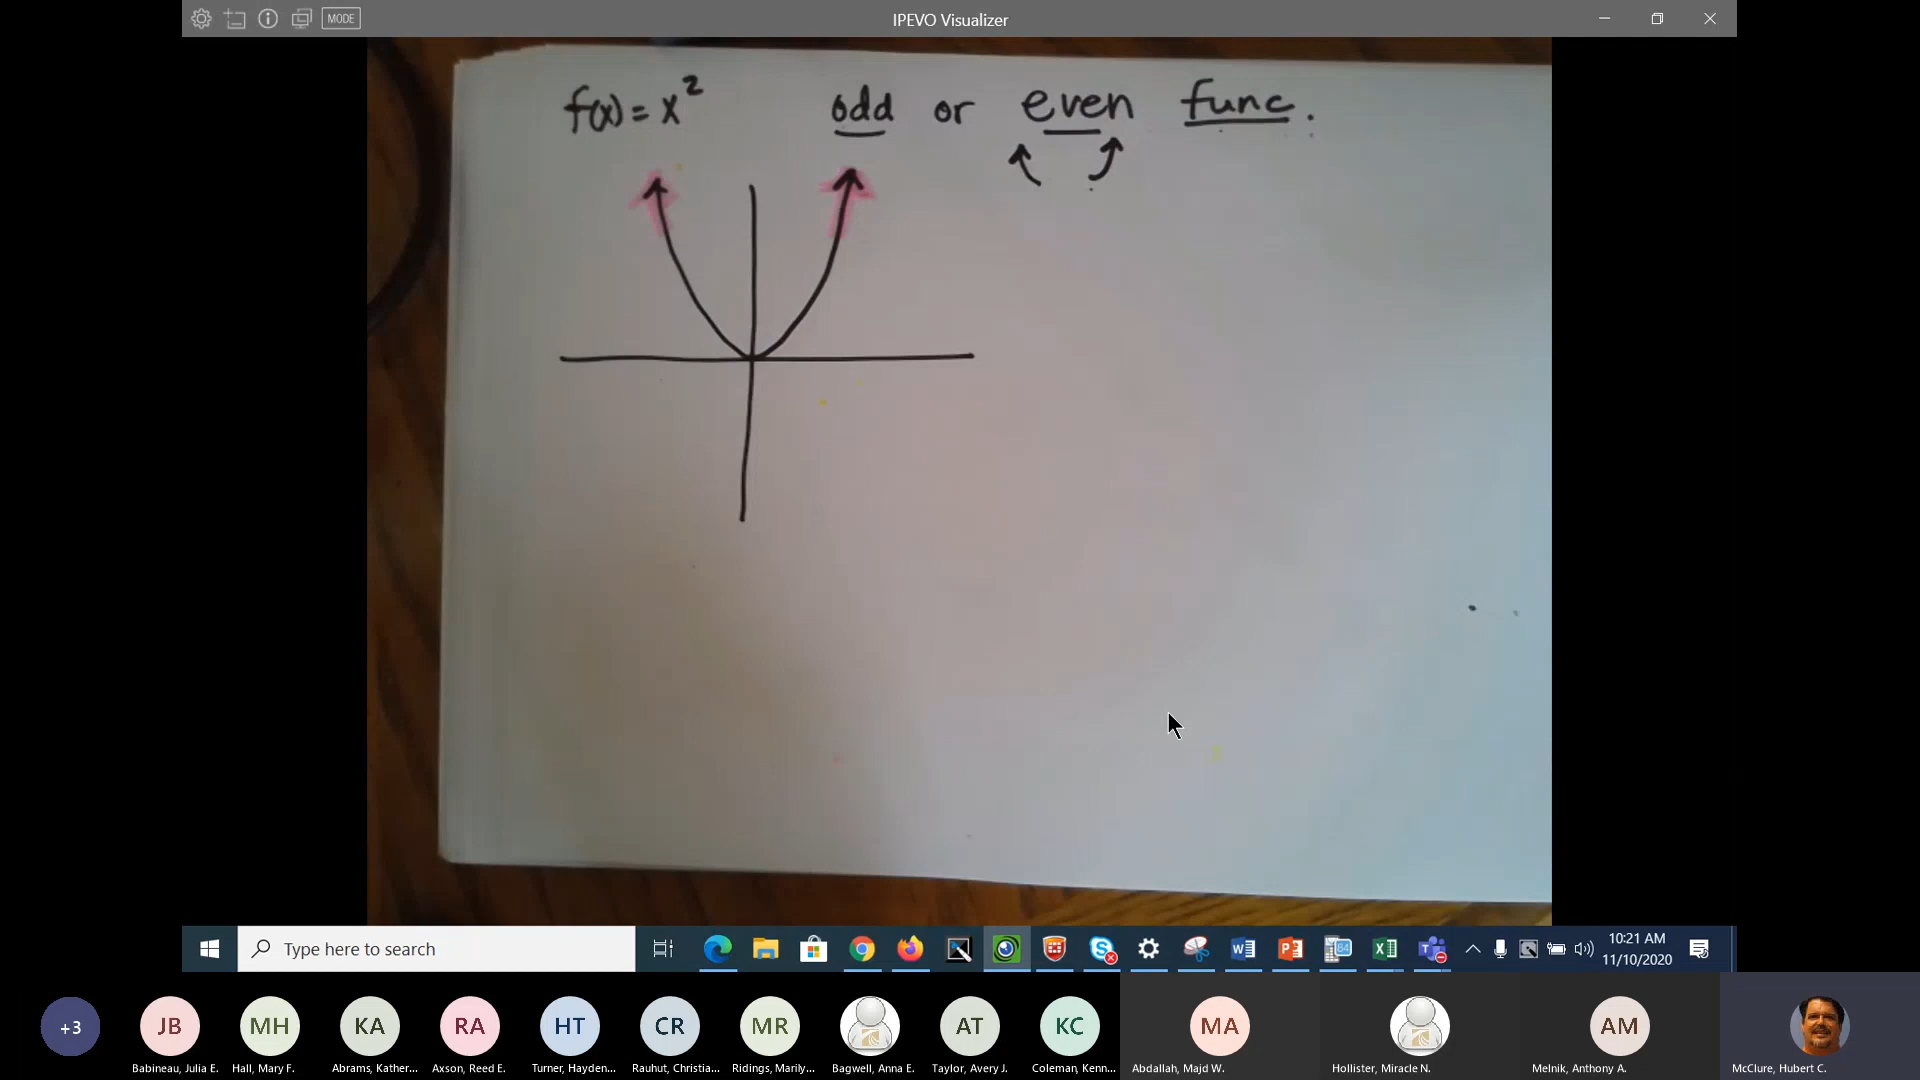 IPEVO Visualizer
MODE
f(x) = x² odd or even func.
Type here to search
10:21 AM
11/10/2020
+3 JB MH KA RA HT CR MR AT KC MA AM
Babineau, Julia E. Hall, Mary F. Abrams, Kather... Axson, Reed E. Turner, Hayden... Rauhut, Christia... Ridings, Marily... Bagwell, Anna E. Taylor, Avery J. Coleman, Kenn... Abdallah, Majd W. Hollister, Miracle N. Melnik, Anthony A. McClure, Hubert C.